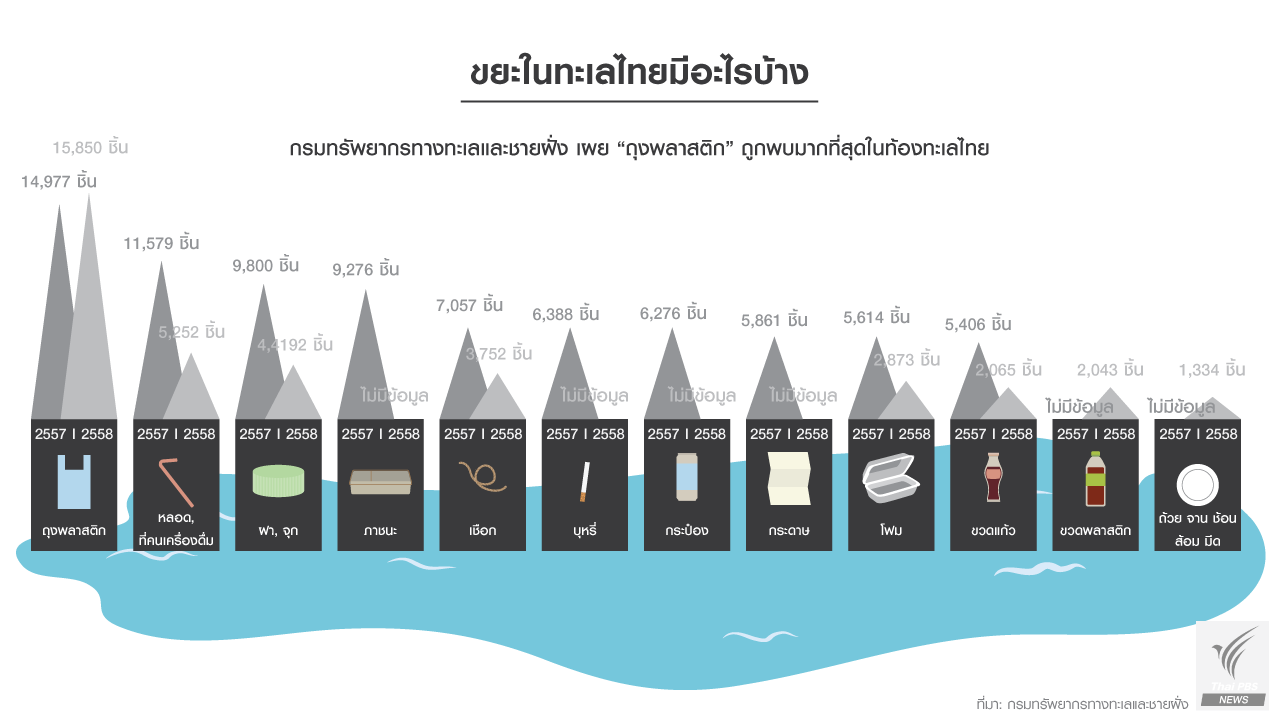 ขยะในทะเลไทยมีอะไรบ้าง
กรมทรัพยากรทางทะเลและชายฝั่ง เผย “ถุงพลาสติก” ถูกพบมากที่สุดในท้องทะเลไทย
15,850 ชิ้น
14,977 ชิ้น
11,579 ชิ้น
5,252 ชิ้น
9,800 ชิ้น
4,4192 ชิ้น
9,276 ชิ้น
ไม่มีข้อมูล
7,057 ชิ้น
3,752 ชิ้น
6,388 ชิ้น
ไม่มีข้อมูล
6,276 ชิ้น
ไม่มีข้อมูล
5,861 ชิ้น
ไม่มีข้อมูล
5,614 ชิ้น
2,873 ชิ้น
5,406 ชิ้น
2,065 ชิ้น
ไม่มีข้อมูล
2,043 ชิ้น
ไม่มีข้อมูล
1,334 ชิ้น
2557 | 2558
ถุงพลาสติก
2557 | 2558
หลอด,
ที่คนเครื่องดื่ม
2557 | 2558
ฝา, จุก
2557 | 2558
ภาชนะ
2557 | 2558
เชือก
2557 | 2558
บุหรี่
2557 | 2558
กระป๋อง
2557 | 2558
กระดาษ
2557 | 2558
โฟม
2557 | 2558
ขวดแก้ว
2557 | 2558
ขวดพลาสติก
2557 | 2558
ถ้วย จาน ช้อน
ส้อม มีด
ที่มา: กรมทรัพยากรทางทะเลและชายฝั่ง
Thai PBS
NEWS